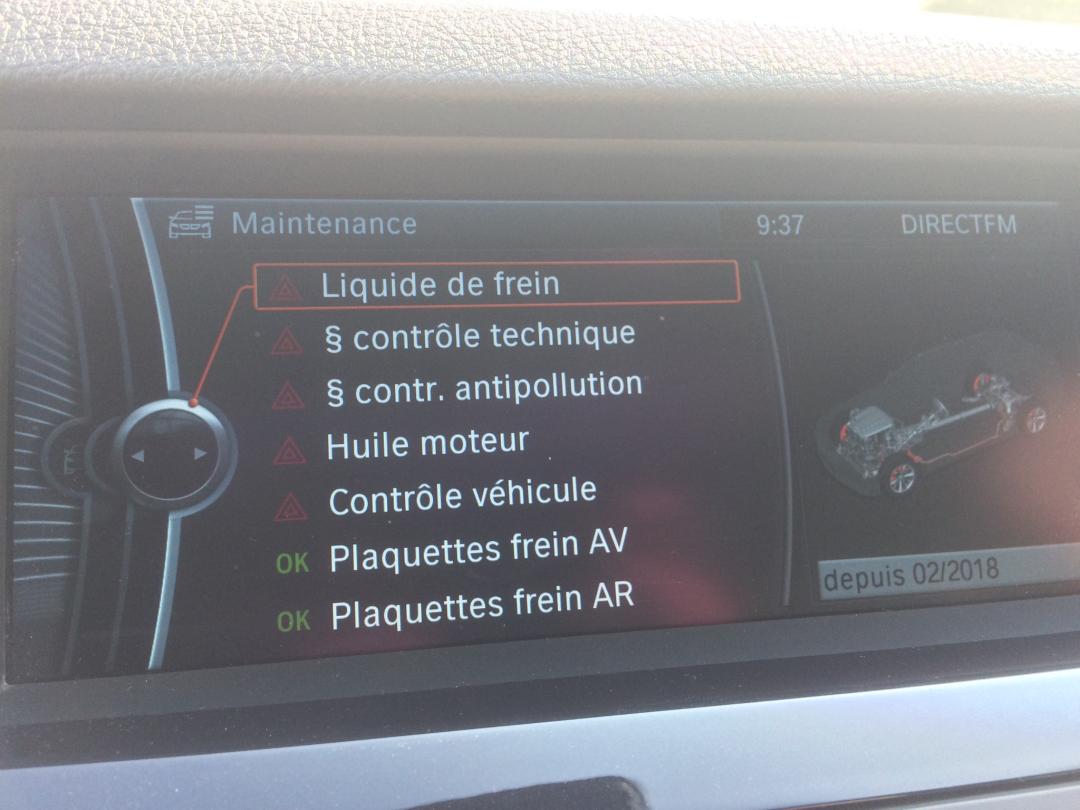 Maintenance 9:37 DIRECTFM
Liquide de frein
§ contrôle technique
§ contr. antipollution
Huile moteur
Contrôle véhicule
OK Plaquettes frein AV
OK Plaquettes frein AR
depuis 02/2018